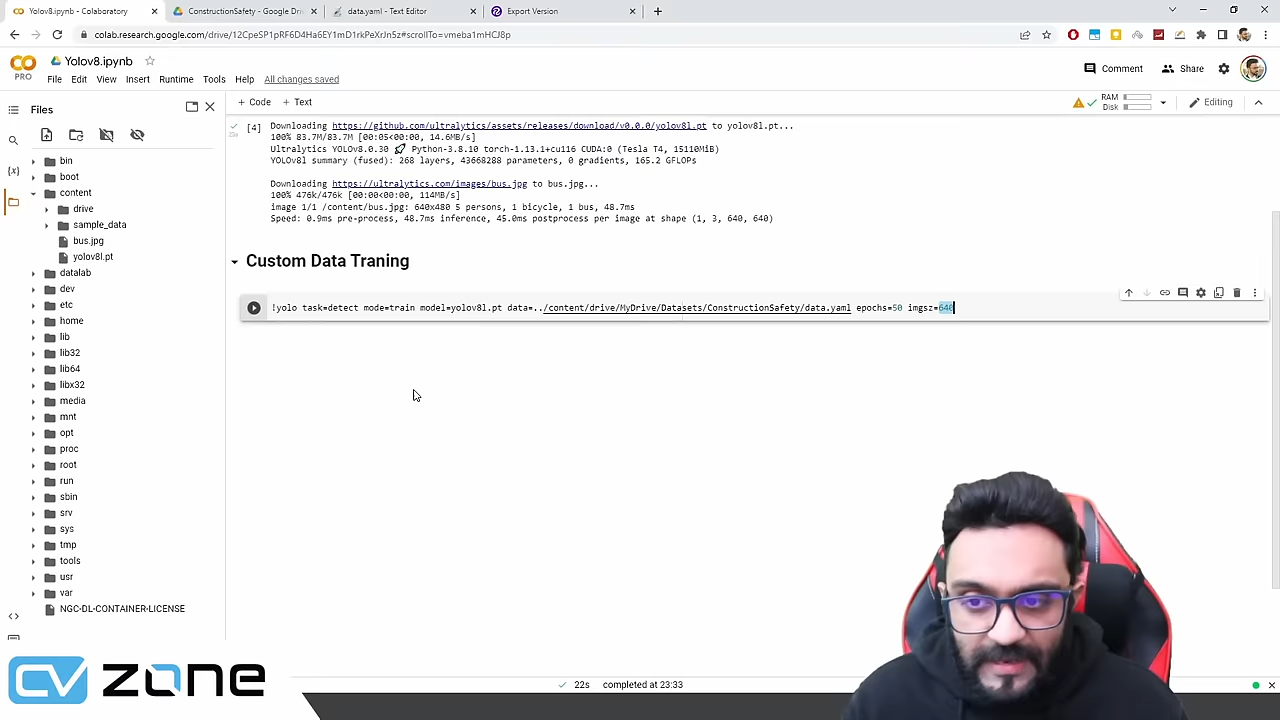 Yolov8.ipynb - Colaboratory
ConstructionSafety - Google Dri
data.yaml - Text Editor
Export Version
colab.research.google.com/drive/12CpeSP1pRF6D4Ha6EY1mD1rkPeXrJn5z#scrollTo=vmeba1mHCJ8p
CO
PRO
Yolov8.ipynb
File Edit View Insert Runtime Tools Help All changes saved
Comment Share
Files
+ Code + Text
RAM
Disk
Editing
bin
boot
content
drive
sample_data
bus.jpg
yolov8l.pt
datalab
dev
etc
home
lib
lib32
lib64
libx32
media
mnt
opt
proc
root
run
sbin
srv
sys
tmp
tools
usr
var
NGC-DL-CONTAINER-LICENSE
[4]
Downloading https://github.com/ultralytics/assets/releases/download/v0.0.0/yolov8l.pt to yolov8l.pt...
100% 83.7M/83.7M [00:05<00:00, 14.6MB/s]
Ultralytics YOLOv8.0.30 🚀 Python-3.8.10 torch-1.13.1+cu116 CUDA:0 (Tesla T4, 15110MiB)
YOLOv8l summary (fused): 268 layers, 43668288 parameters, 0 gradients, 165.2 GFLOPs
Downloading https://ultralytics.com/images/bus.jpg to bus.jpg...
100% 476k/476k [00:00<00:00, 114MB/s]
image 1/1 /content/bus.jpg: 640x480 5 persons, 1 bicycle, 1 bus, 48.7ms
Speed: 0.9ms pre-process, 48.7ms inference, 45.0ms postprocess per image at shape (1, 3, 640, 640)
Custom Data Traning
!yolo task=detect mode=train model=yolov8l.pt data=../content/drive/MyDrive/Datasets/ConstructionSafety/data.yaml epochs=50 imgsz=640
22s completed at 23:33
CV ZONE